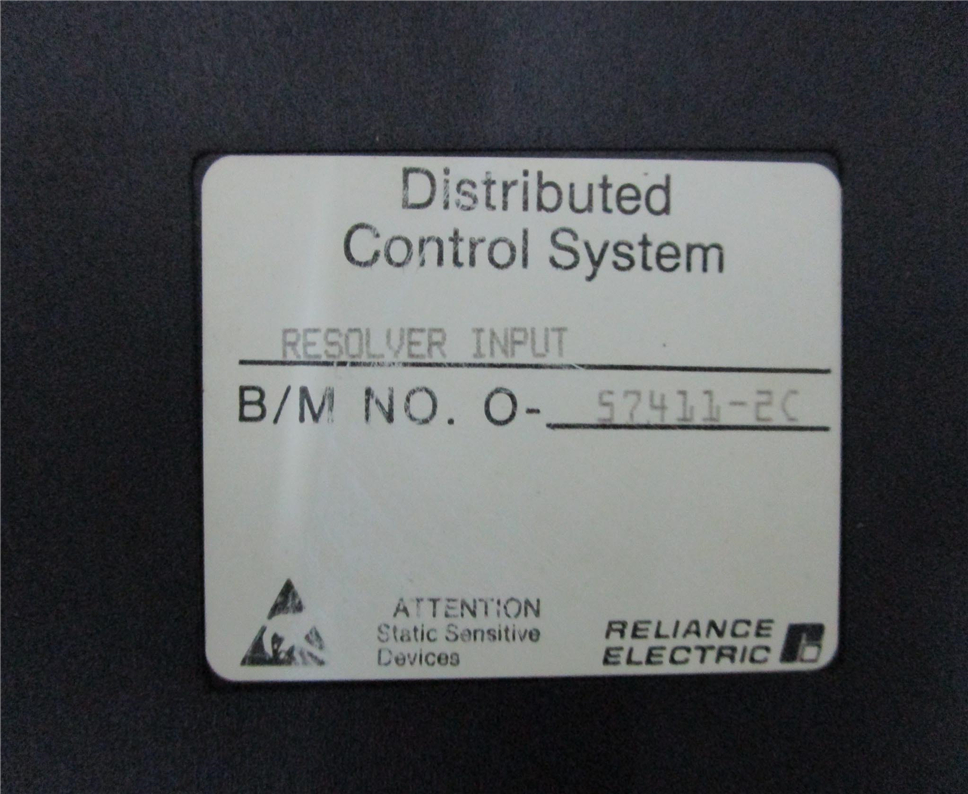 Distributed
Control System
RESOLVER INPUT
B/M NO. O- 57411-2C
ATTENTION
Static Sensitive
Devices
RELIANCE
ELECTRIC